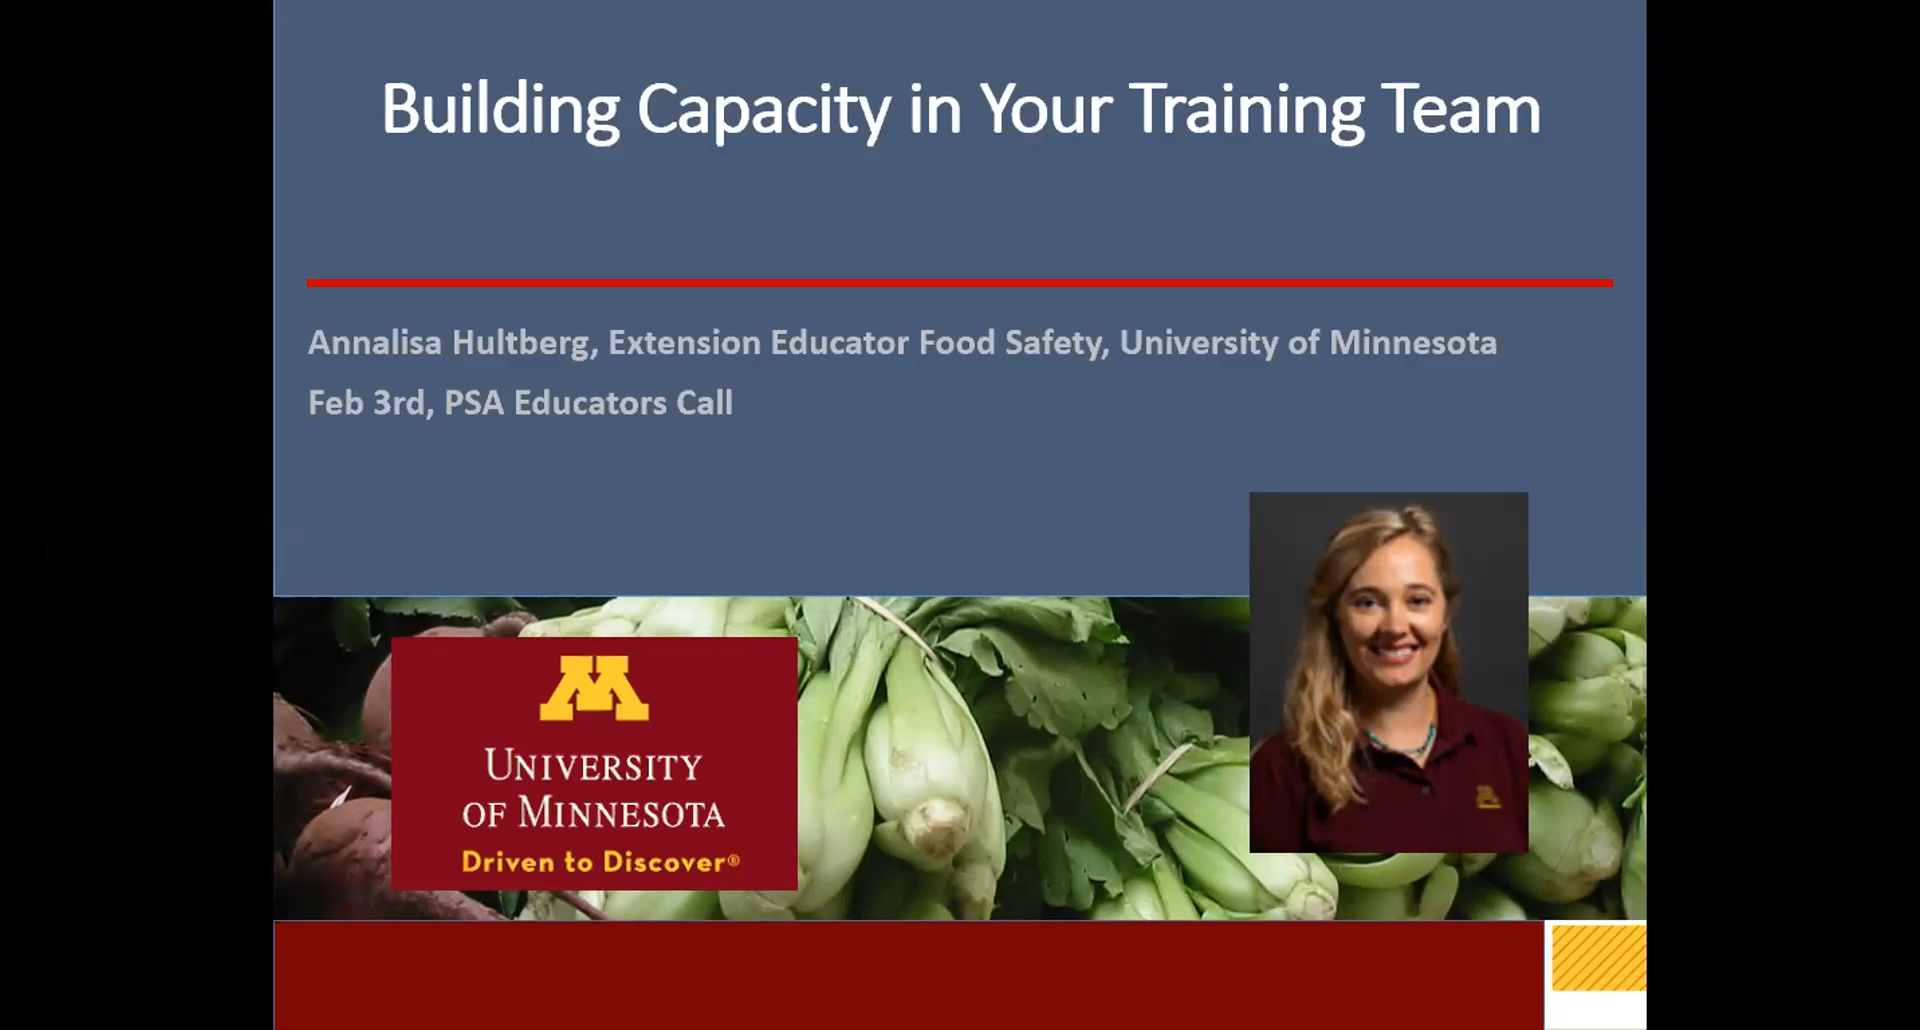 Building Capacity in Your Training Team
Annalisa Hultberg, Extension Educator Food Safety, University of Minnesota
Feb 3rd, PSA Educators Call
M
UNIVERSITY
OF MINNESOTA
Driven to Discover®